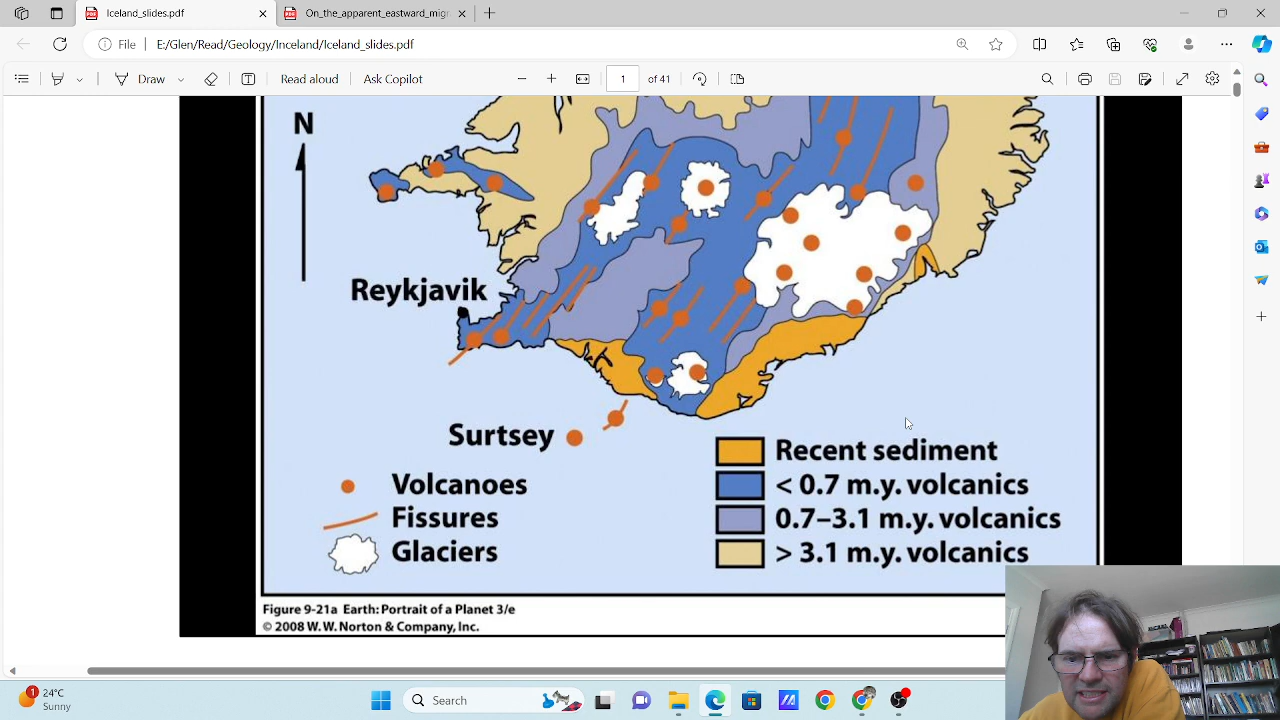 Iceland_slides.pdf
On_the_apparent_eastward_mig
File
E:/Glen/Read/Geology/Iceland/Iceland_slides.pdf
Draw
Read aloud
Ask Copilot
1
of 41
N
Reykjavik
Surtsey
Volcanoes
Fissures
Glaciers
Recent sediment
< 0.7 m.y. volcanics
0.7–3.1 m.y. volcanics
> 3.1 m.y. volcanics
Figure 9-21a Earth: Portrait of a Planet 3/e
© 2008 W. W. Norton & Company, Inc.
1
24°C
Sunny
Search